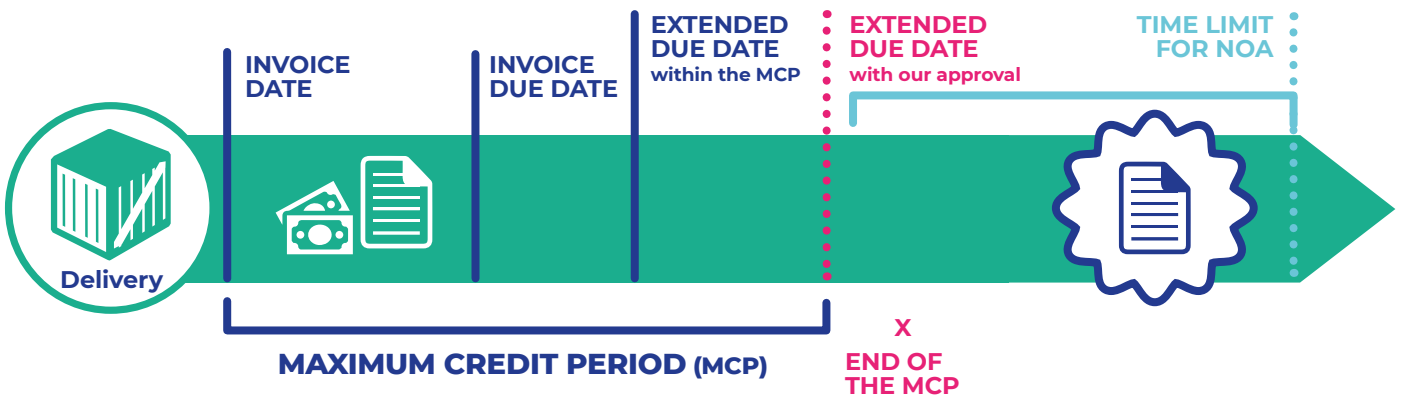 Delivery
INVOICE
DATE
INVOICE
DUE DATE
EXTENDED
DUE DATE
within the MCP
EXTENDED
DUE DATE
with our approval
TIME LIMIT
FOR NOA
MAXIMUM CREDIT PERIOD (MCP)
X
END OF
THE MCP